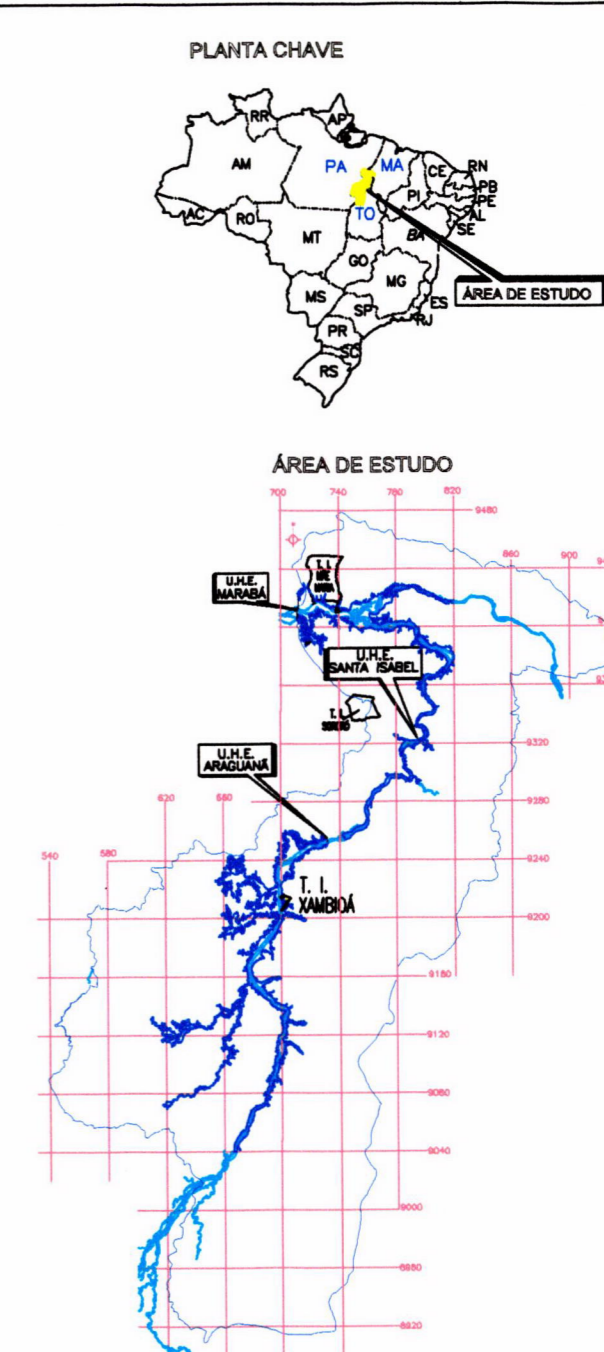 PLANTA CHAVE
RR
AP
AM
PA
MA
CE
RN
PB
PE
AL
SE
PI
AC
RO
TO
BA
MT
GO
MG
MS
ES
SP
RJ
PR
SC
RS
ÁREA DE ESTUDO
ÁREA DE ESTUDO
700
740
780
820
9480
860
900
T. I.
MÃE
MARIA
U.H.E.
MARABÁ
U.H.E.
SANTA ISABEL
T. I.
SORORÓ
9320
U.H.E.
ARAGUANÃ
620
660
9280
540
580
9240
T. I.
XAMBIOÁ
9200
9160
9120
9080
9040
9000
8960
8920